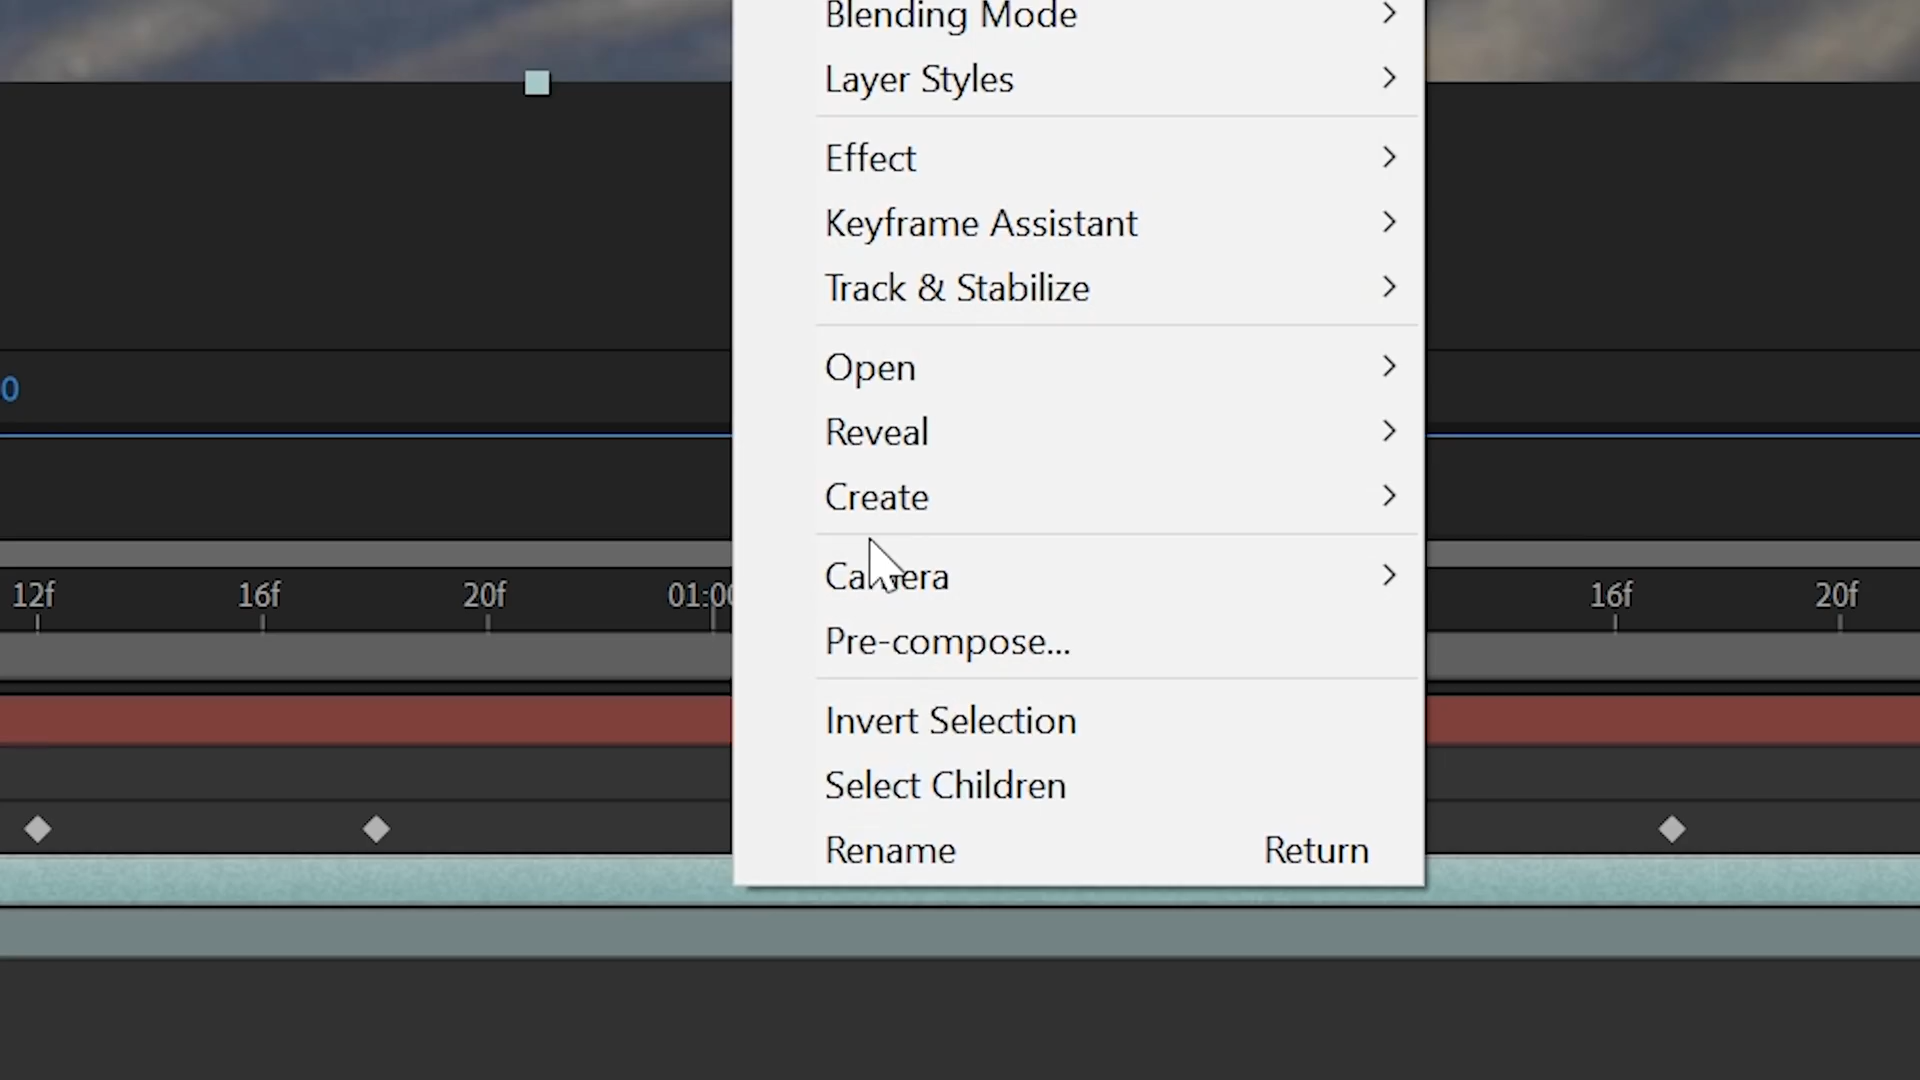 Blending Mode
Layer Styles
Effect
Keyframe Assistant
Track & Stabilize
Open
0
Reveal
Create
Camera
12f 16f 20f 01:00 16f 20f
Pre-compose...
Invert Selection
Select Children
Rename Return